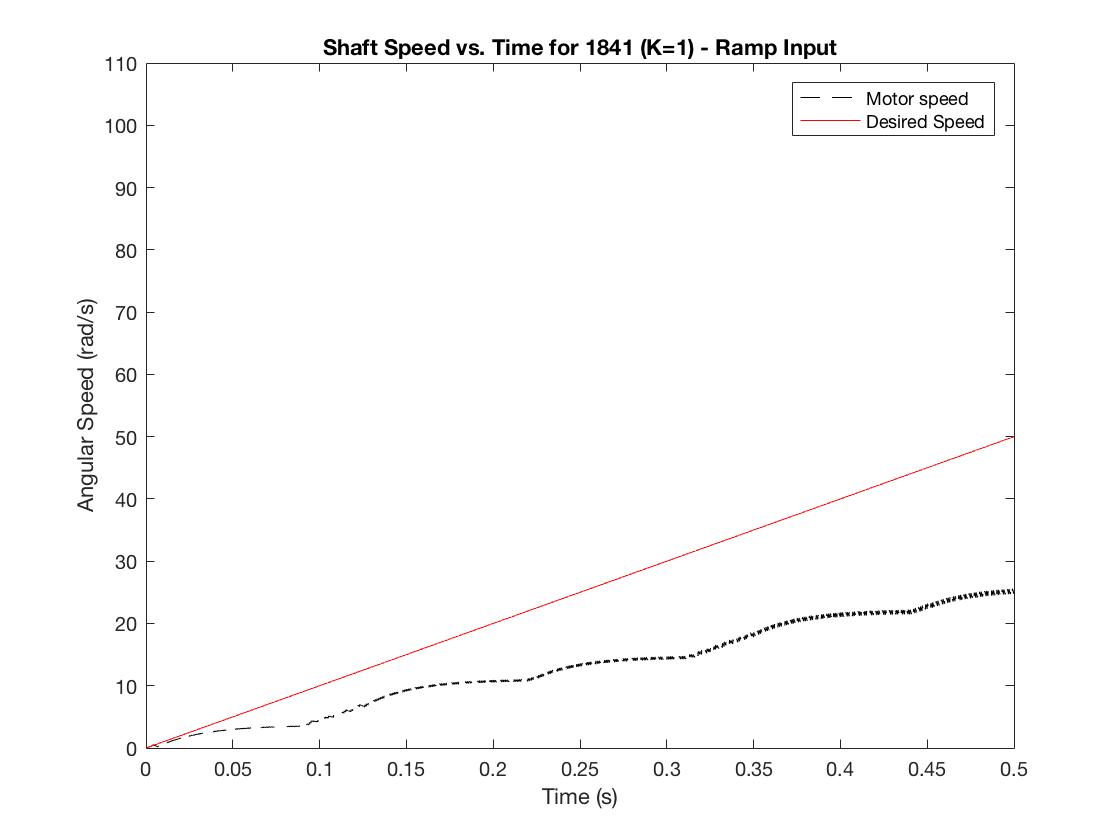 Shaft Speed vs. Time for 1841 (K=1) - Ramp Input
Motor speed
Desired Speed
Angular Speed (rad/s)
110
100
90
80
70
60
50
40
30
20
10
0
0 0.05 0.1 0.15 0.2 0.25 0.3 0.35 0.4 0.45 0.5
Time (s)